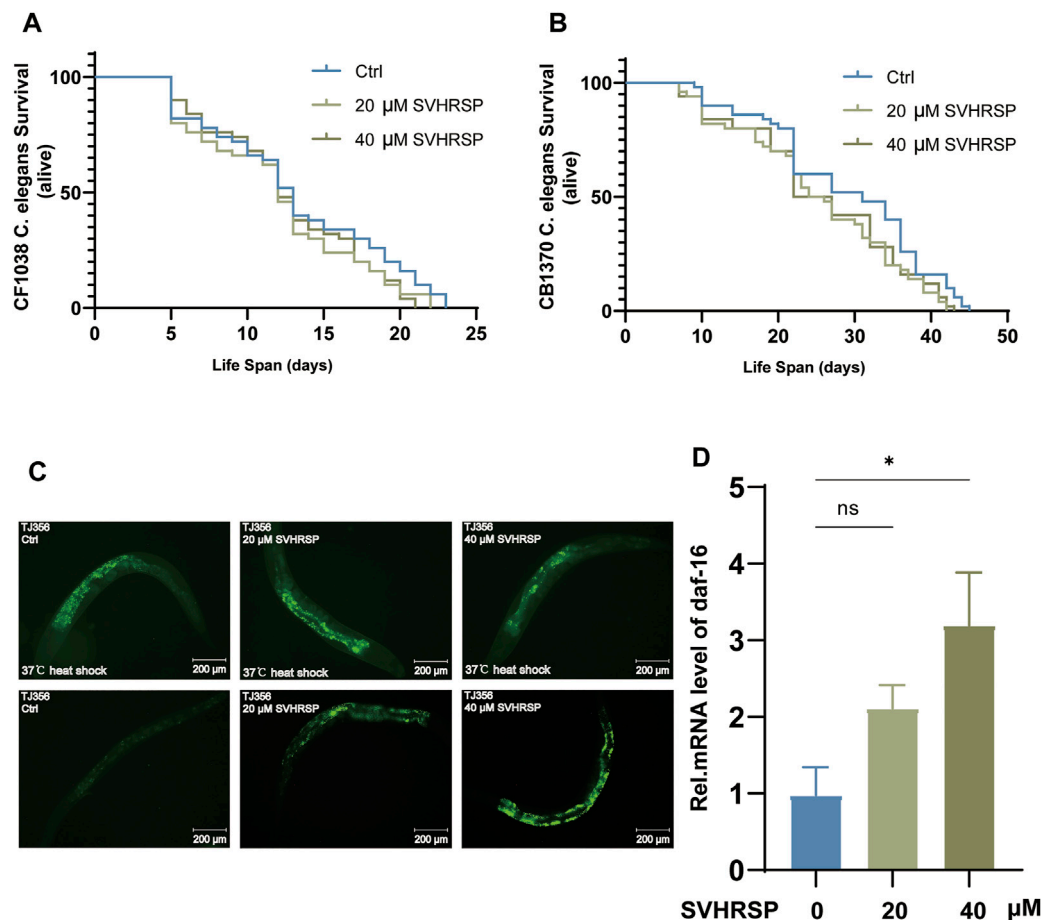 A
CF1038 C. elegans Survival
(alive)
100
50
0
0 5 10 15 20 25
Life Span (days)
Ctrl
20 μM SVHRSP
40 μM SVHRSP
B
CB1370 C. elegans Survival
(alive)
100
50
0
0 10 20 30 40 50
Life Span (days)
Ctrl
20 μM SVHRSP
40 μM SVHRSP
C
TJ356
Ctrl
37℃ heat shock
200 μm
TJ356
20 μM SVHRSP
37℃ heat shock
200 μm
TJ356
40 μM SVHRSP
37℃ heat shock
200 μm
TJ356
Ctrl
200 μm
TJ356
20 μM SVHRSP
200 μm
TJ356
40 μM SVHRSP
200 μm
D
Rel.mRNA level of daf-16
5
4
3
2
1
0
*
ns
SVHRSP 0 20 40 μM